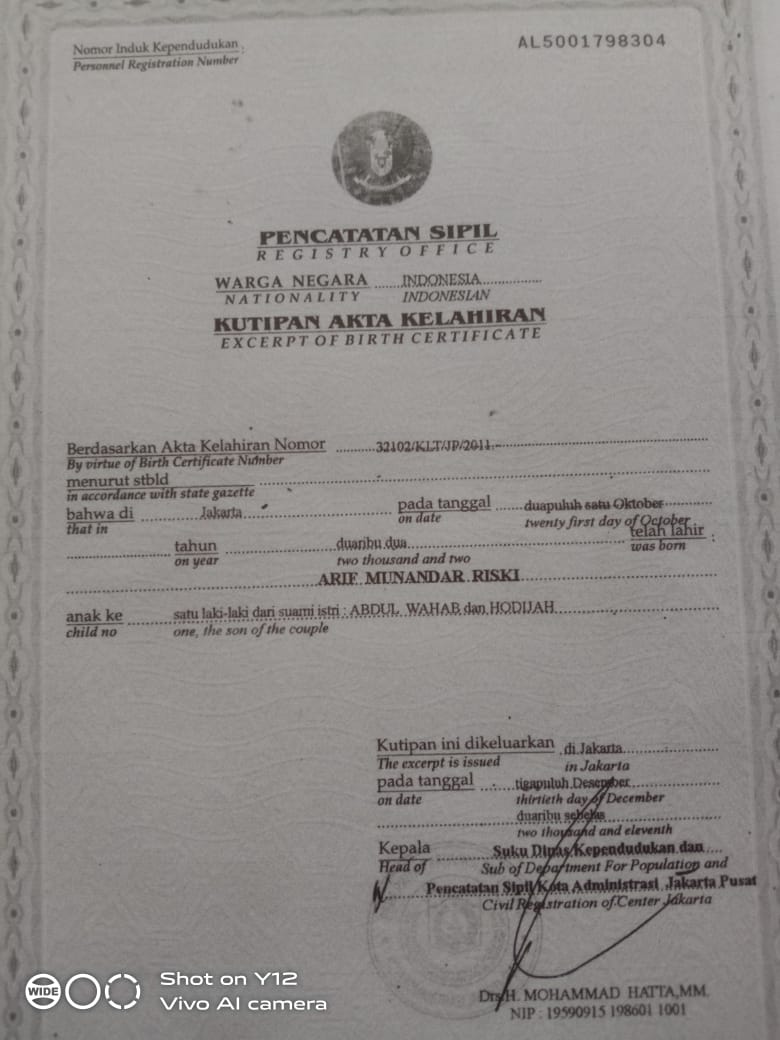 Nomor Induk Kependudukan :
Personnel Registration Number
AL5001798304
PENCATATAN SIPIL
REGISTRY OFFICE
WARGA NEGARA INDONESIA
NATIONALITY INDONESIAN
KUTIPAN AKTA KELAHIRAN
EXCERPT OF BIRTH CERTIFICATE
Berdasarkan Akta Kelahiran Nomor 32102/KLT/JP/2011.-
By virtue of Birth Certificate Number
menurut stbld
in accordance with state gazette
bahwa di Jakarta pada tanggal duapuluh satu Oktober
that in on date twenty first day of October
telah lahir :
tahun duaribu dua was born
on year two thousand and two
ARIF MUNANDAR RISKI
anak ke satu laki-laki dari suami istri : ABDUL WAHAB dan HODIJAH
child no one, the son of the couple
Kutipan ini dikeluarkan di Jakarta
The excerpt is issued in Jakarta
pada tanggal tigapuluh Desember
on date thirtieth day of December
duaribu sebelas
two thousand and eleventh
Kepala Suku Dinas Kependudukan dan
Head of Sub of Department For Population and
Pencatatan Sipil Kota Administrasi Jakarta Pusat
Civil Registration of Center Jakarta
Drs.H. MOHAMMAD HATTA,MM.
NIP : 19590915 198601 1001
WIDE
Shot on Y12
Vivo AI camera